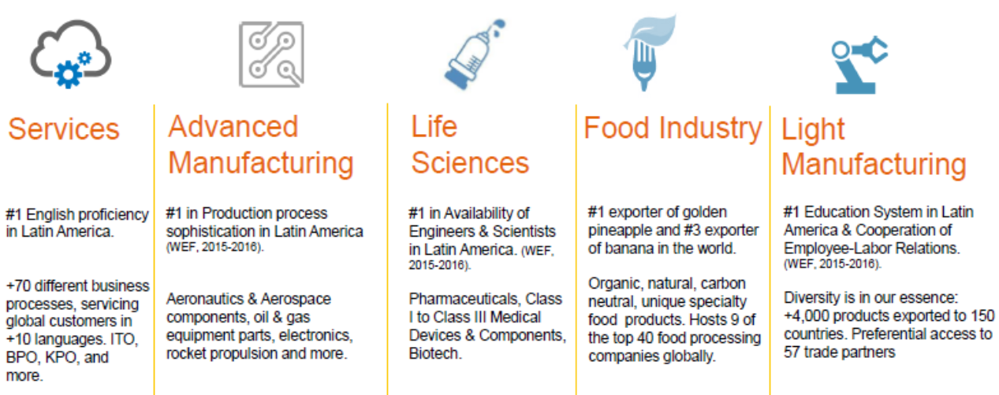 Services
#1 English proficiency
in Latin America.
+70 different business
processes, servicing
global customers in
+10 languages. ITO,
BPO, KPO, and
more.
Advanced
Manufacturing
#1 in Production process
sophistication in Latin America
(WEF, 2015-2016).
Aeronautics & Aerospace
components, oil & gas
equipment parts, electronics,
rocket propulsion and more.
Life
Sciences
#1 in Availability of
Engineers & Scientists
in Latin America. (WEF,
2015-2016).
Pharmaceuticals, Class
I to Class III Medical
Devices & Components,
Biotech.
Food Industry
#1 exporter of golden
pineapple and #3 exporter
of banana in the world.
Organic, natural, carbon
neutral, unique specialty
food products. Hosts 9 of
the top 40 food processing
companies globally.
Light
Manufacturing
#1 Education System in Latin
America & Cooperation of
Employee-Labor Relations.
(WEF, 2015-2016).
Diversity is in our essence:
+4,000 products exported to 150
countries. Preferential access to
57 trade partners